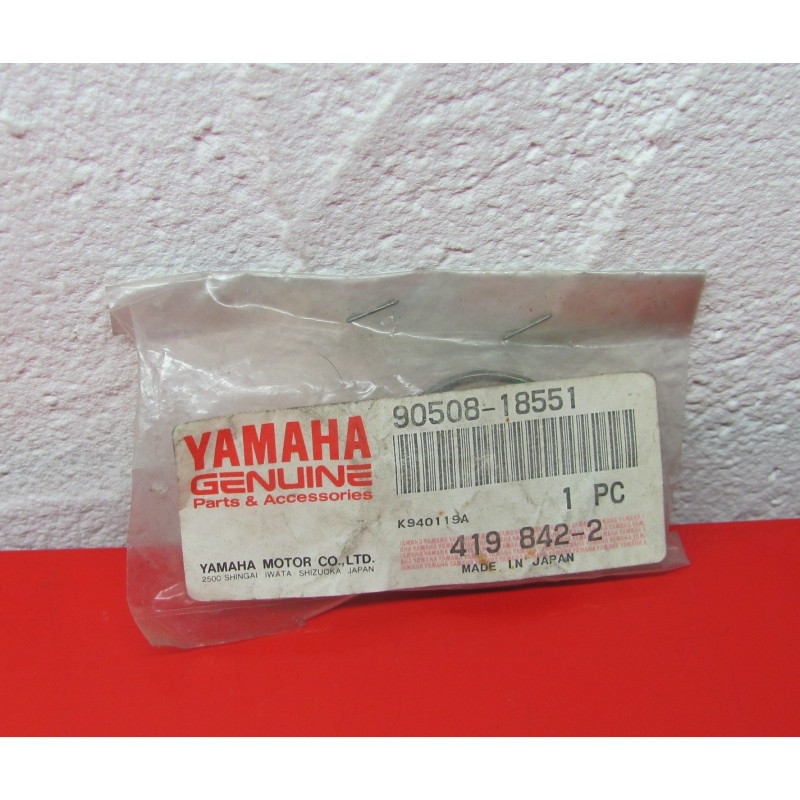 YAMAHA
GENUINE
Parts & Accessories
YAMAHA MOTOR CO.,LTD.
2500 SHINGAI IWATA SHIZUOKA JAPAN
90508-18551
1 PC
K940119A
419 842-2
MADE IN JAPAN